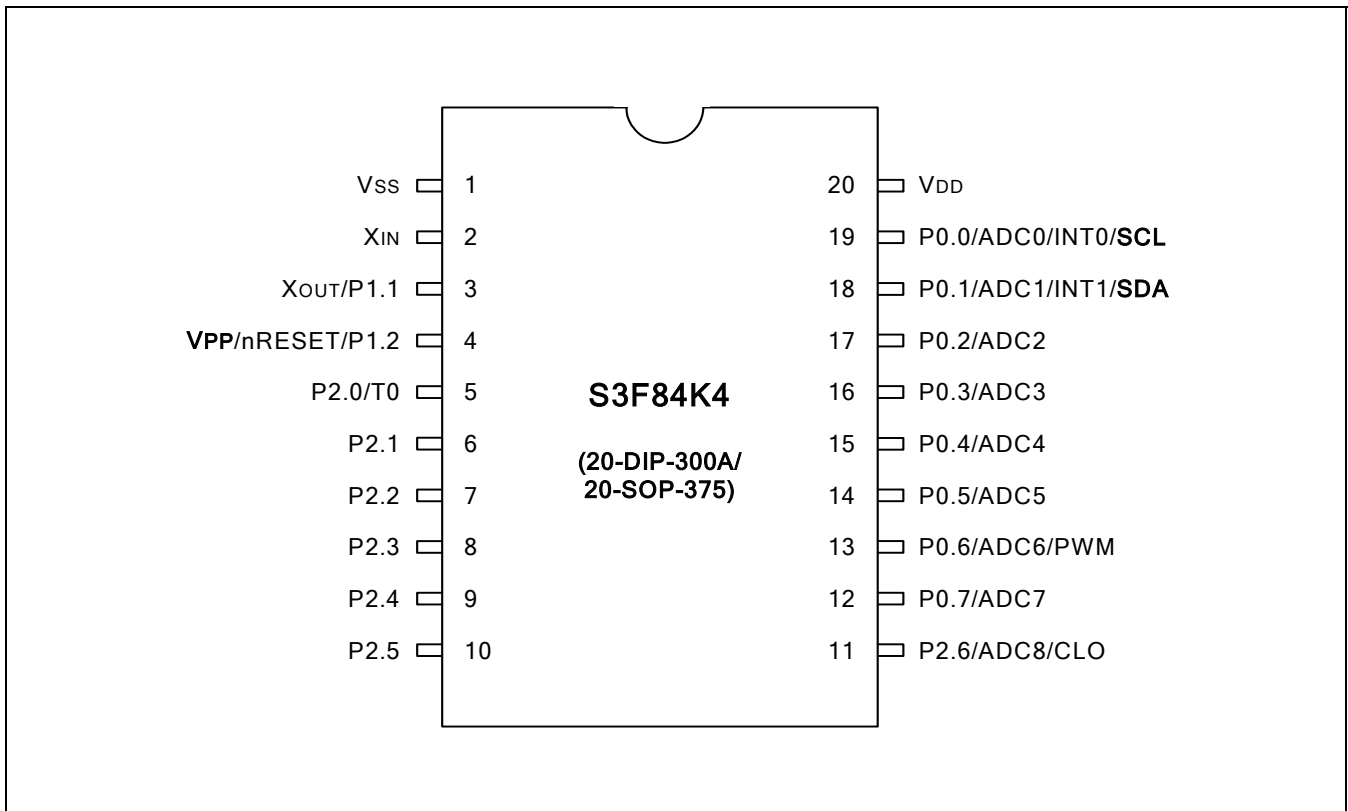 VSS 1 20 VDD
XIN 2 19 P0.0/ADC0/INT0/SCL
XOUT/P1.1 3 18 P0.1/ADC1/INT1/SDA
VPP/nRESET/P1.2 4 17 P0.2/ADC2
P2.0/T0 5 S3F84K4 16 P0.3/ADC3
P2.1 6 15 P0.4/ADC4
(20-DIP-300A/
20-SOP-375)
P2.2 7 14 P0.5/ADC5
P2.3 8 13 P0.6/ADC6/PWM
P2.4 9 12 P0.7/ADC7
P2.5 10 11 P2.6/ADC8/CLO